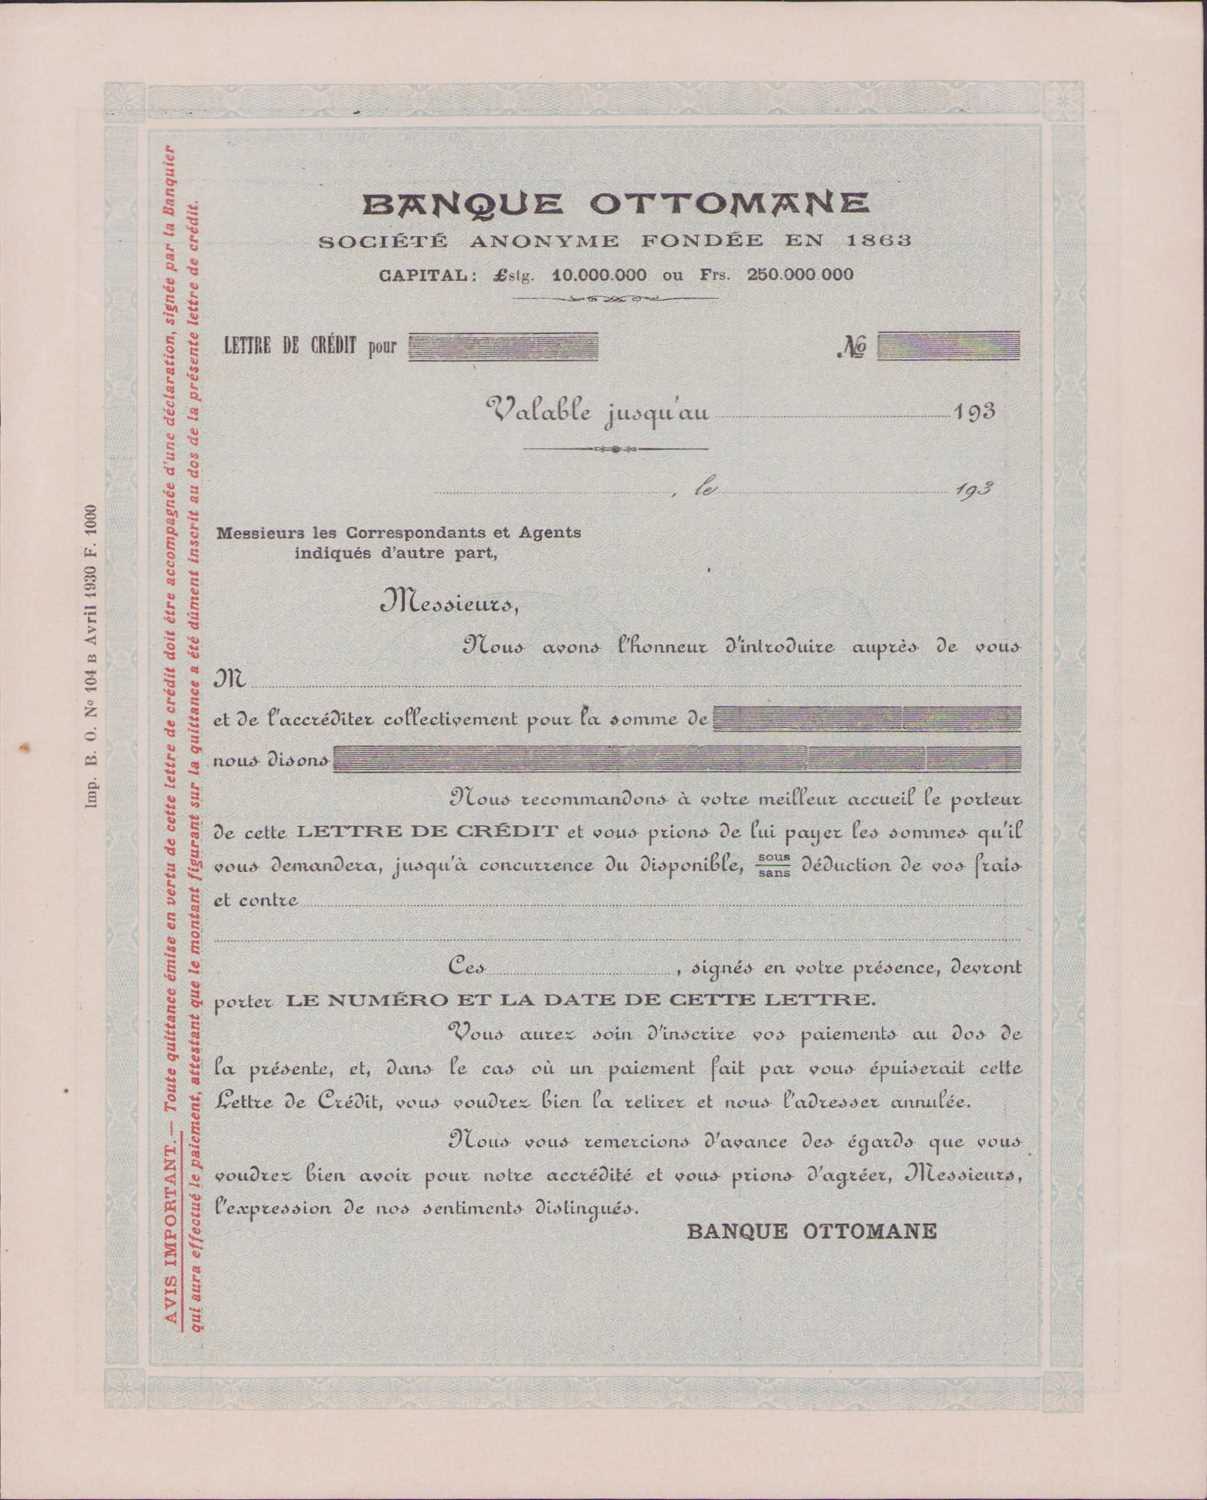 BANQUE OTTOMANE
SOCIÉTÉ ANONYME FONDÉE EN 1863
CAPITAL: £stg. 10.000.000 ou Frs. 250.000.000
LETTRE DE CRÉDIT pour
No
Valable jusqu'au 193
, le 193
Messieurs les Correspondants et Agents
indiqués d'autre part,
Messieurs,
Nous avons l'honneur d'introduire auprès de vous
M
et de l'accréditer collectivement pour la somme de
nous disons
Nous recommandons à votre meilleur accueil le porteur
de cette LETTRE DE CRÉDIT et vous prions de lui payer les sommes qu'il
vous demandera, jusqu'à concurrence du disponible, sous/sans déduction de vos frais
et contre
Ces , signés en votre présence, devront
porter LE NUMÉRO ET LA DATE DE CETTE LETTRE.
Vous aurez soin d'inscrire vos paiements au dos de
la présente, et, dans le cas où un paiement fait par vous épuiserait cette
Lettre de Crédit, vous voudrez bien la retirer et nous l'adresser annulée.
Nous vous remercions d'avance des égards que vous
voudrez bien avoir pour notre accrédité et vous prions d'agréer, Messieurs,
l'expression de nos sentiments distingués.
BANQUE OTTOMANE
AVIS IMPORTANT. — Toute quittance émise en vertu de cette lettre de crédit doit être accompagnée d'une déclaration, signée par la Banquier
qui aura effectué le paiement, attestant que le montant figurant sur la quittance a été dûment inscrit au dos de la présente lettre de crédit.
Imp. B. O. No 104 B Avril 1930 F. 1000